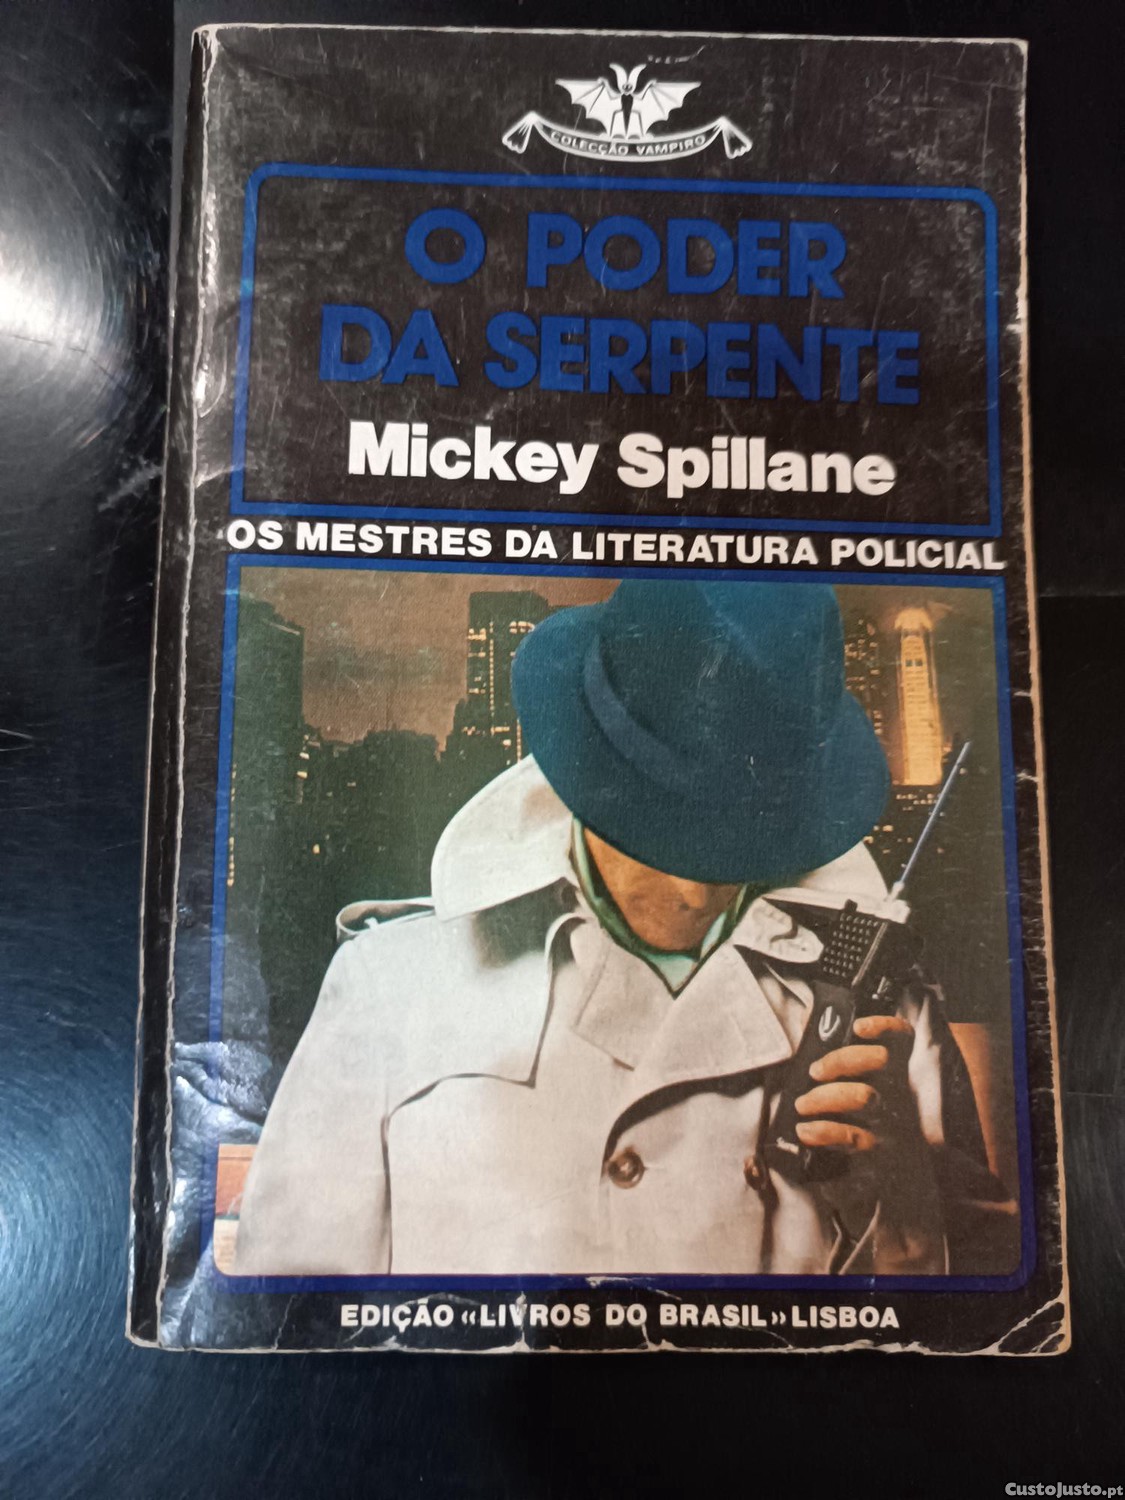 COLECÇÃO VAMPIRO
O PODER
DA SERPENTE
Mickey Spillane
OS MESTRES DA LITERATURA POLICIAL
EDIÇÃO «LIVROS DO BRASIL» LISBOA
CustoJusto.pt